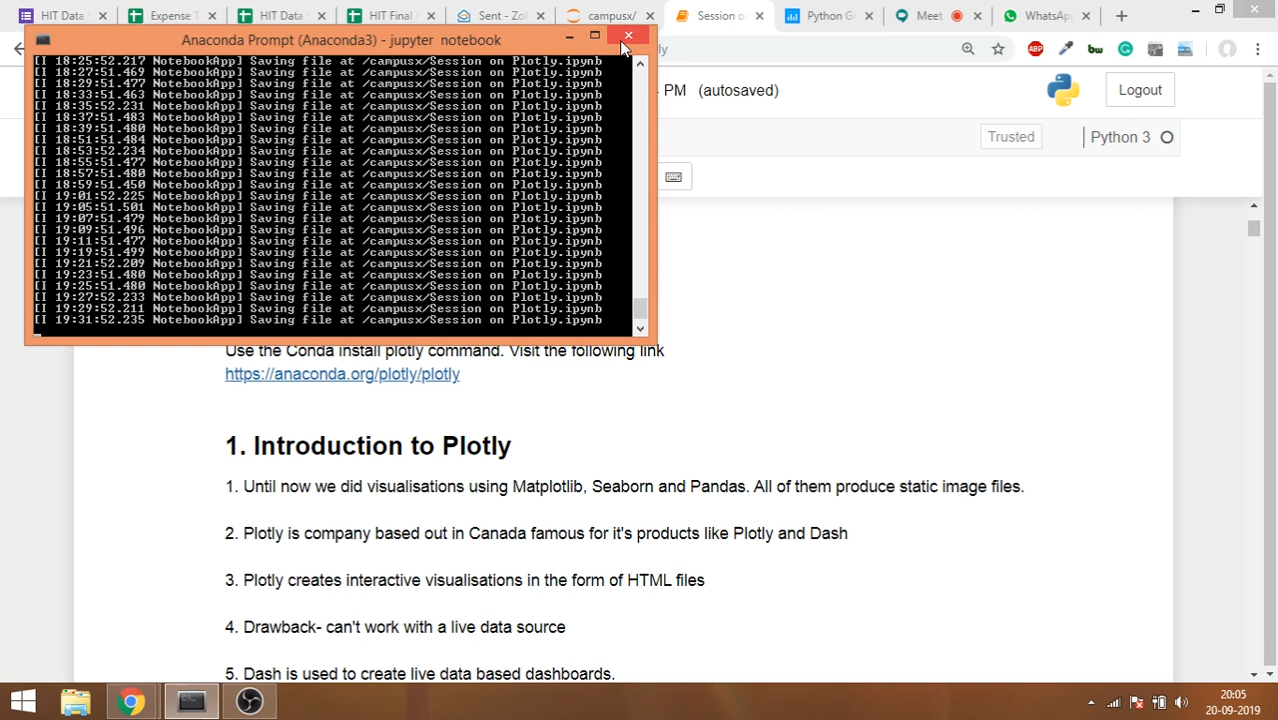 HIT Data
Expense T
HIT Data
HIT Final
Sent - Zo
campusx/
Session o
Python G
Meet
WhatsAp
Anaconda Prompt (Anaconda3) - jupyter notebook
ly
ABP
bw
[I 18:25:52.217 NotebookApp] Saving file at /campusx/Session on Plotly.ipynb
[I 18:27:51.469 NotebookApp] Saving file at /campusx/Session on Plotly.ipynb
[I 18:29:51.477 NotebookApp] Saving file at /campusx/Session on Plotly.ipynb
[I 18:33:51.463 NotebookApp] Saving file at /campusx/Session on Plotly.ipynb
[I 18:35:52.231 NotebookApp] Saving file at /campusx/Session on Plotly.ipynb
[I 18:37:51.483 NotebookApp] Saving file at /campusx/Session on Plotly.ipynb
[I 18:39:51.480 NotebookApp] Saving file at /campusx/Session on Plotly.ipynb
[I 18:51:51.484 NotebookApp] Saving file at /campusx/Session on Plotly.ipynb
[I 18:53:52.234 NotebookApp] Saving file at /campusx/Session on Plotly.ipynb
[I 18:55:51.477 NotebookApp] Saving file at /campusx/Session on Plotly.ipynb
[I 18:57:51.480 NotebookApp] Saving file at /campusx/Session on Plotly.ipynb
[I 18:59:51.450 NotebookApp] Saving file at /campusx/Session on Plotly.ipynb
[I 19:01:52.225 NotebookApp] Saving file at /campusx/Session on Plotly.ipynb
[I 19:05:51.501 NotebookApp] Saving file at /campusx/Session on Plotly.ipynb
[I 19:07:51.479 NotebookApp] Saving file at /campusx/Session on Plotly.ipynb
[I 19:09:51.496 NotebookApp] Saving file at /campusx/Session on Plotly.ipynb
[I 19:11:51.477 NotebookApp] Saving file at /campusx/Session on Plotly.ipynb
[I 19:19:51.499 NotebookApp] Saving file at /campusx/Session on Plotly.ipynb
[I 19:21:52.209 NotebookApp] Saving file at /campusx/Session on Plotly.ipynb
[I 19:23:51.480 NotebookApp] Saving file at /campusx/Session on Plotly.ipynb
[I 19:25:51.480 NotebookApp] Saving file at /campusx/Session on Plotly.ipynb
[I 19:27:52.233 NotebookApp] Saving file at /campusx/Session on Plotly.ipynb
[I 19:29:52.211 NotebookApp] Saving file at /campusx/Session on Plotly.ipynb
[I 19:31:52.235 NotebookApp] Saving file at /campusx/Session on Plotly.ipynb
PM (autosaved)
Logout
Trusted
Python 3
Use the Conda install plotly command. Visit the following link
https://anaconda.org/plotly/plotly
1. Introduction to Plotly
1. Until now we did visualisations using Matplotlib, Seaborn and Pandas. All of them produce static image files.
2. Plotly is company based out in Canada famous for it's products like Plotly and Dash
3. Plotly creates interactive visualisations in the form of HTML files
4. Drawback- can't work with a live data source
5. Dash is used to create live data based dashboards.
20:05
20-09-2019